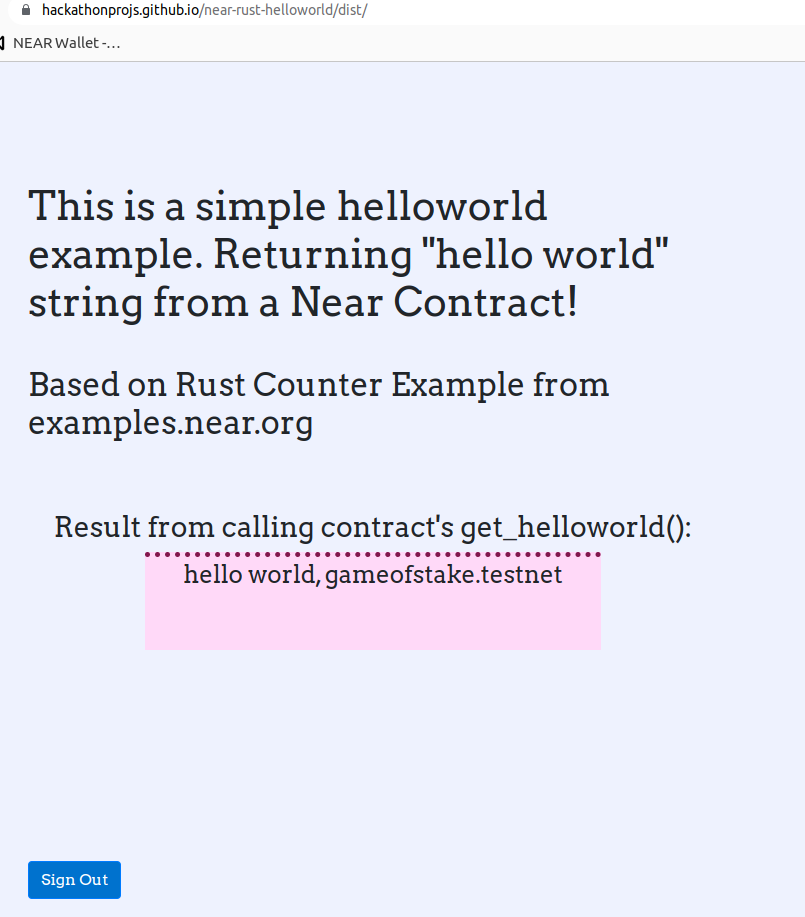 hackathonprojs.github.io/near-rust-helloworld/dist/
NEAR Wallet -...
This is a simple helloworld
example. Returning "hello world"
string from a Near Contract!
Based on Rust Counter Example from
examples.near.org
Result from calling contract's get_helloworld():
hello world, gameofstake.testnet
Sign Out